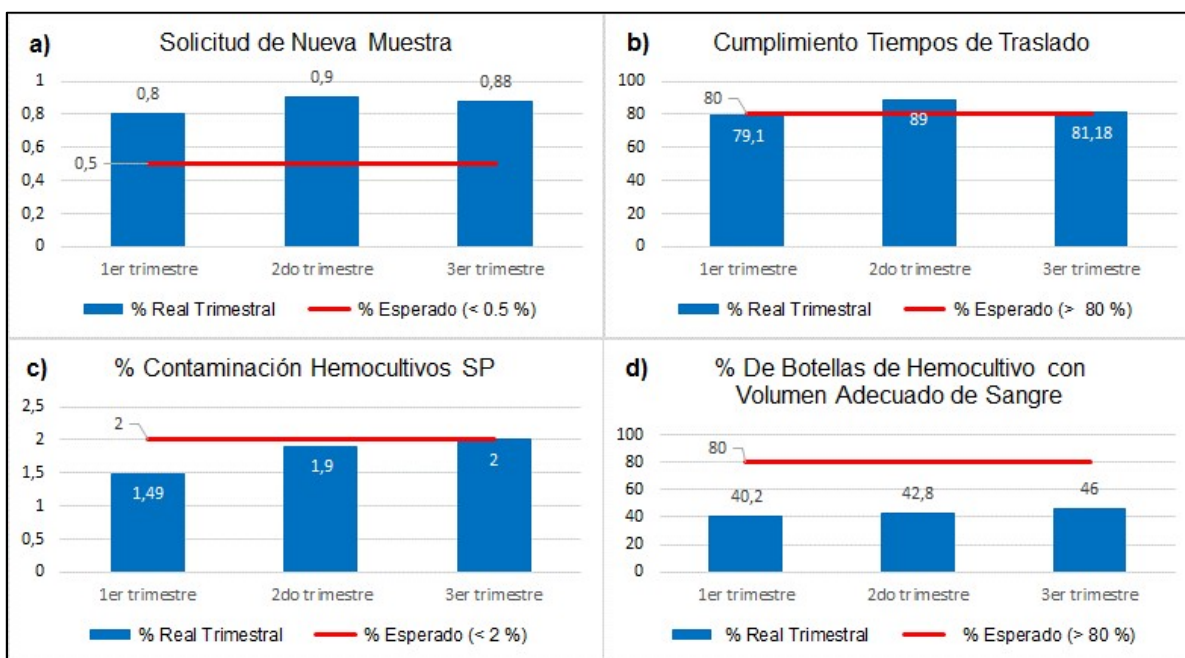 a)
Solicitud de Nueva Muestra
1
0,8
0,6
0,4
0,2
0
0,8
0,9
0,88
0,5
1er trimestre
2do trimestre
3er trimestre
% Real Trimestral
% Esperado (< 0.5 %)
b)
Cumplimiento Tiempos de Traslado
100
80
60
40
20
0
80
79,1
89
81,18
1er trimestre
2do trimestre
3er trimestre
% Real Trimestral
% Esperado (> 80 %)
c)
% Contaminación Hemocultivos SP
2,5
2
1,5
1
0,5
0
2
1,49
1,9
2
1er trimestre
2do trimestre
3er trimestre
% Real Trimestral
% Esperado (< 2 %)
d)
% De Botellas de Hemocultivo con
Volumen Adecuado de Sangre
100
80
60
40
20
0
80
40,2
42,8
46
1er trimestre
2do trimestre
3er trimestre
% Real Trimestral
% Esperado (> 80 %)